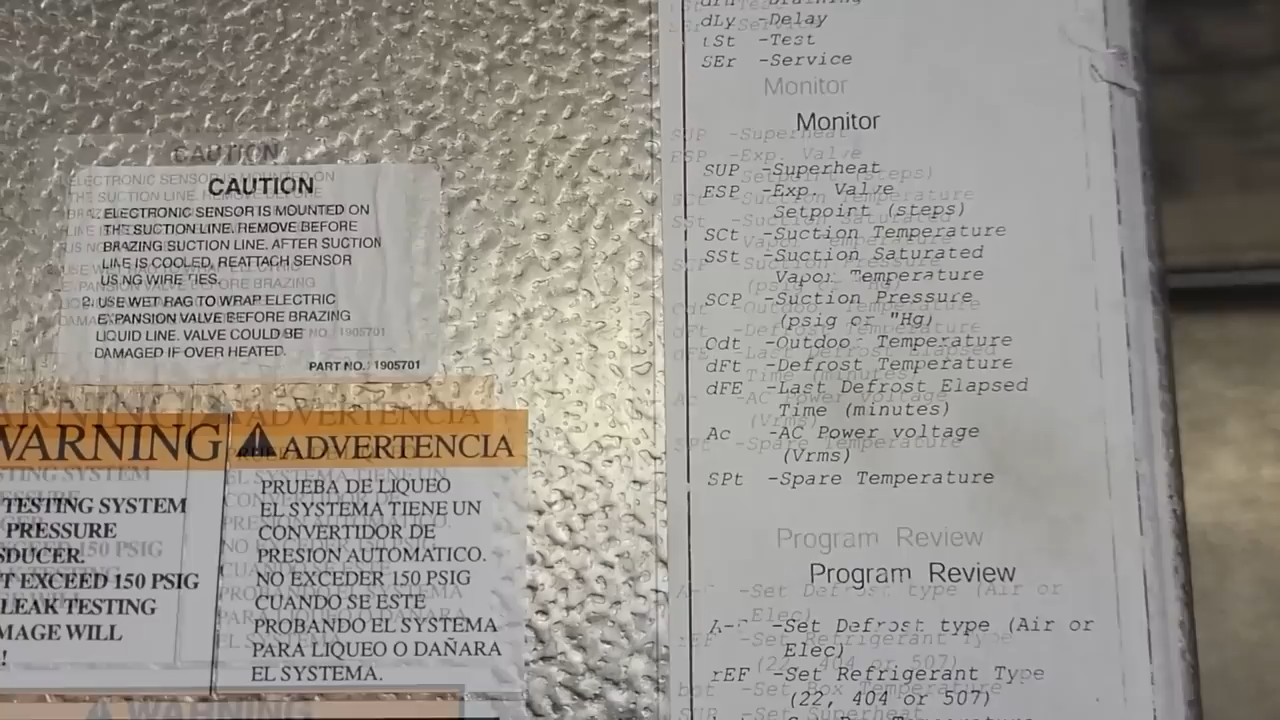 CAUTION
ELECTRONIC SENSOR IS MOUNTED ON
THE SUCTION LINE. REMOVE BEFORE
BRAZING SUCTION LINE. AFTER SUCTION
LINE IS COOLED, REATTACH SENSOR
USING WIRE TIES.
2. USE WET RAG TO WRAP ELECTRIC
EXPANSION VALVE BEFORE BRAZING
LIQUID LINE. VALVE COULD BE
DAMAGED IF OVER HEATED.
PART NO.: 1905701
WARNING
TESTING SYSTEM
PRESSURE
EXCEED 150 PSIG
LEAK TESTING
WILL
ADVERTENCIA
PRUEBA DE LIQUEO
EL SYSTEMA TIENE UN
CONVERTIDOR DE
PRESION AUTOMATICO.
NO EXCEDER 150 PSIG
CUANDO SE ESTE
PROBANDO EL SYSTEMA
PARA LIQUEO O DAÑARA
EL SYSTEMA.
dLy -Delay
tSt -Test
SEr -Service
Monitor
SUP -Superheat
ESP -Exp. Valve
Setpoint (steps)
SCt -Suction Temperature
SSt -Suction Saturated
Vapor Temperature
SCP -Suction Pressure
(psig or "Hg)
Odt -Outdoor Temperature
dFt -Defrost Temperature
dFE -Last Defrost Elapsed
Time (minutes)
Ac -AC Power voltage
(Vrms)
SPt -Spare Temperature
Program Review
-Set Defrost type (Air or
Elec)
rEF -Set Refrigerant Type
(22, 404 or 507)